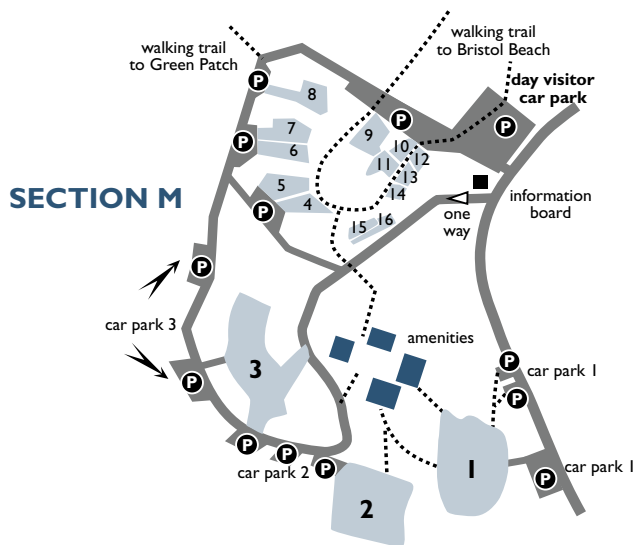 walking trail
to Green Patch
walking trail
to Bristol Beach
day visitor
car park
P
P
P
8
9
P
7
6
10
12
11
13
14
5
4
P
SECTION M
information
board
one
way
15
16
P
car park 3
amenities
3
P
car park 1
P
P
P
P
P
car park 2
1
P
car park 1
2